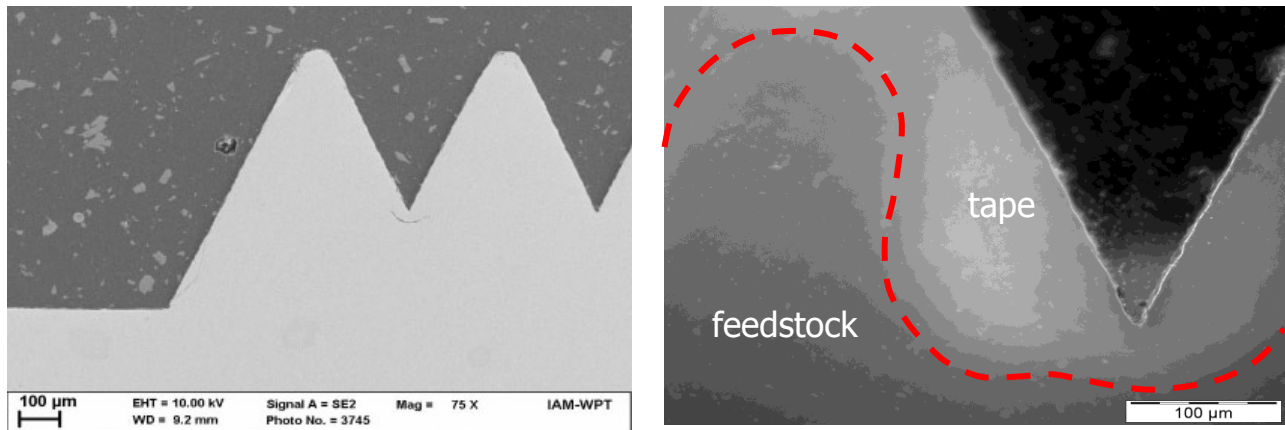 100 µm
EHT = 10.00 kV
Signal A = SE2
Mag = 75 X
IAM-WPT
WD = 9.2 mm
Photo No. = 3745
tape
feedstock
100 µm